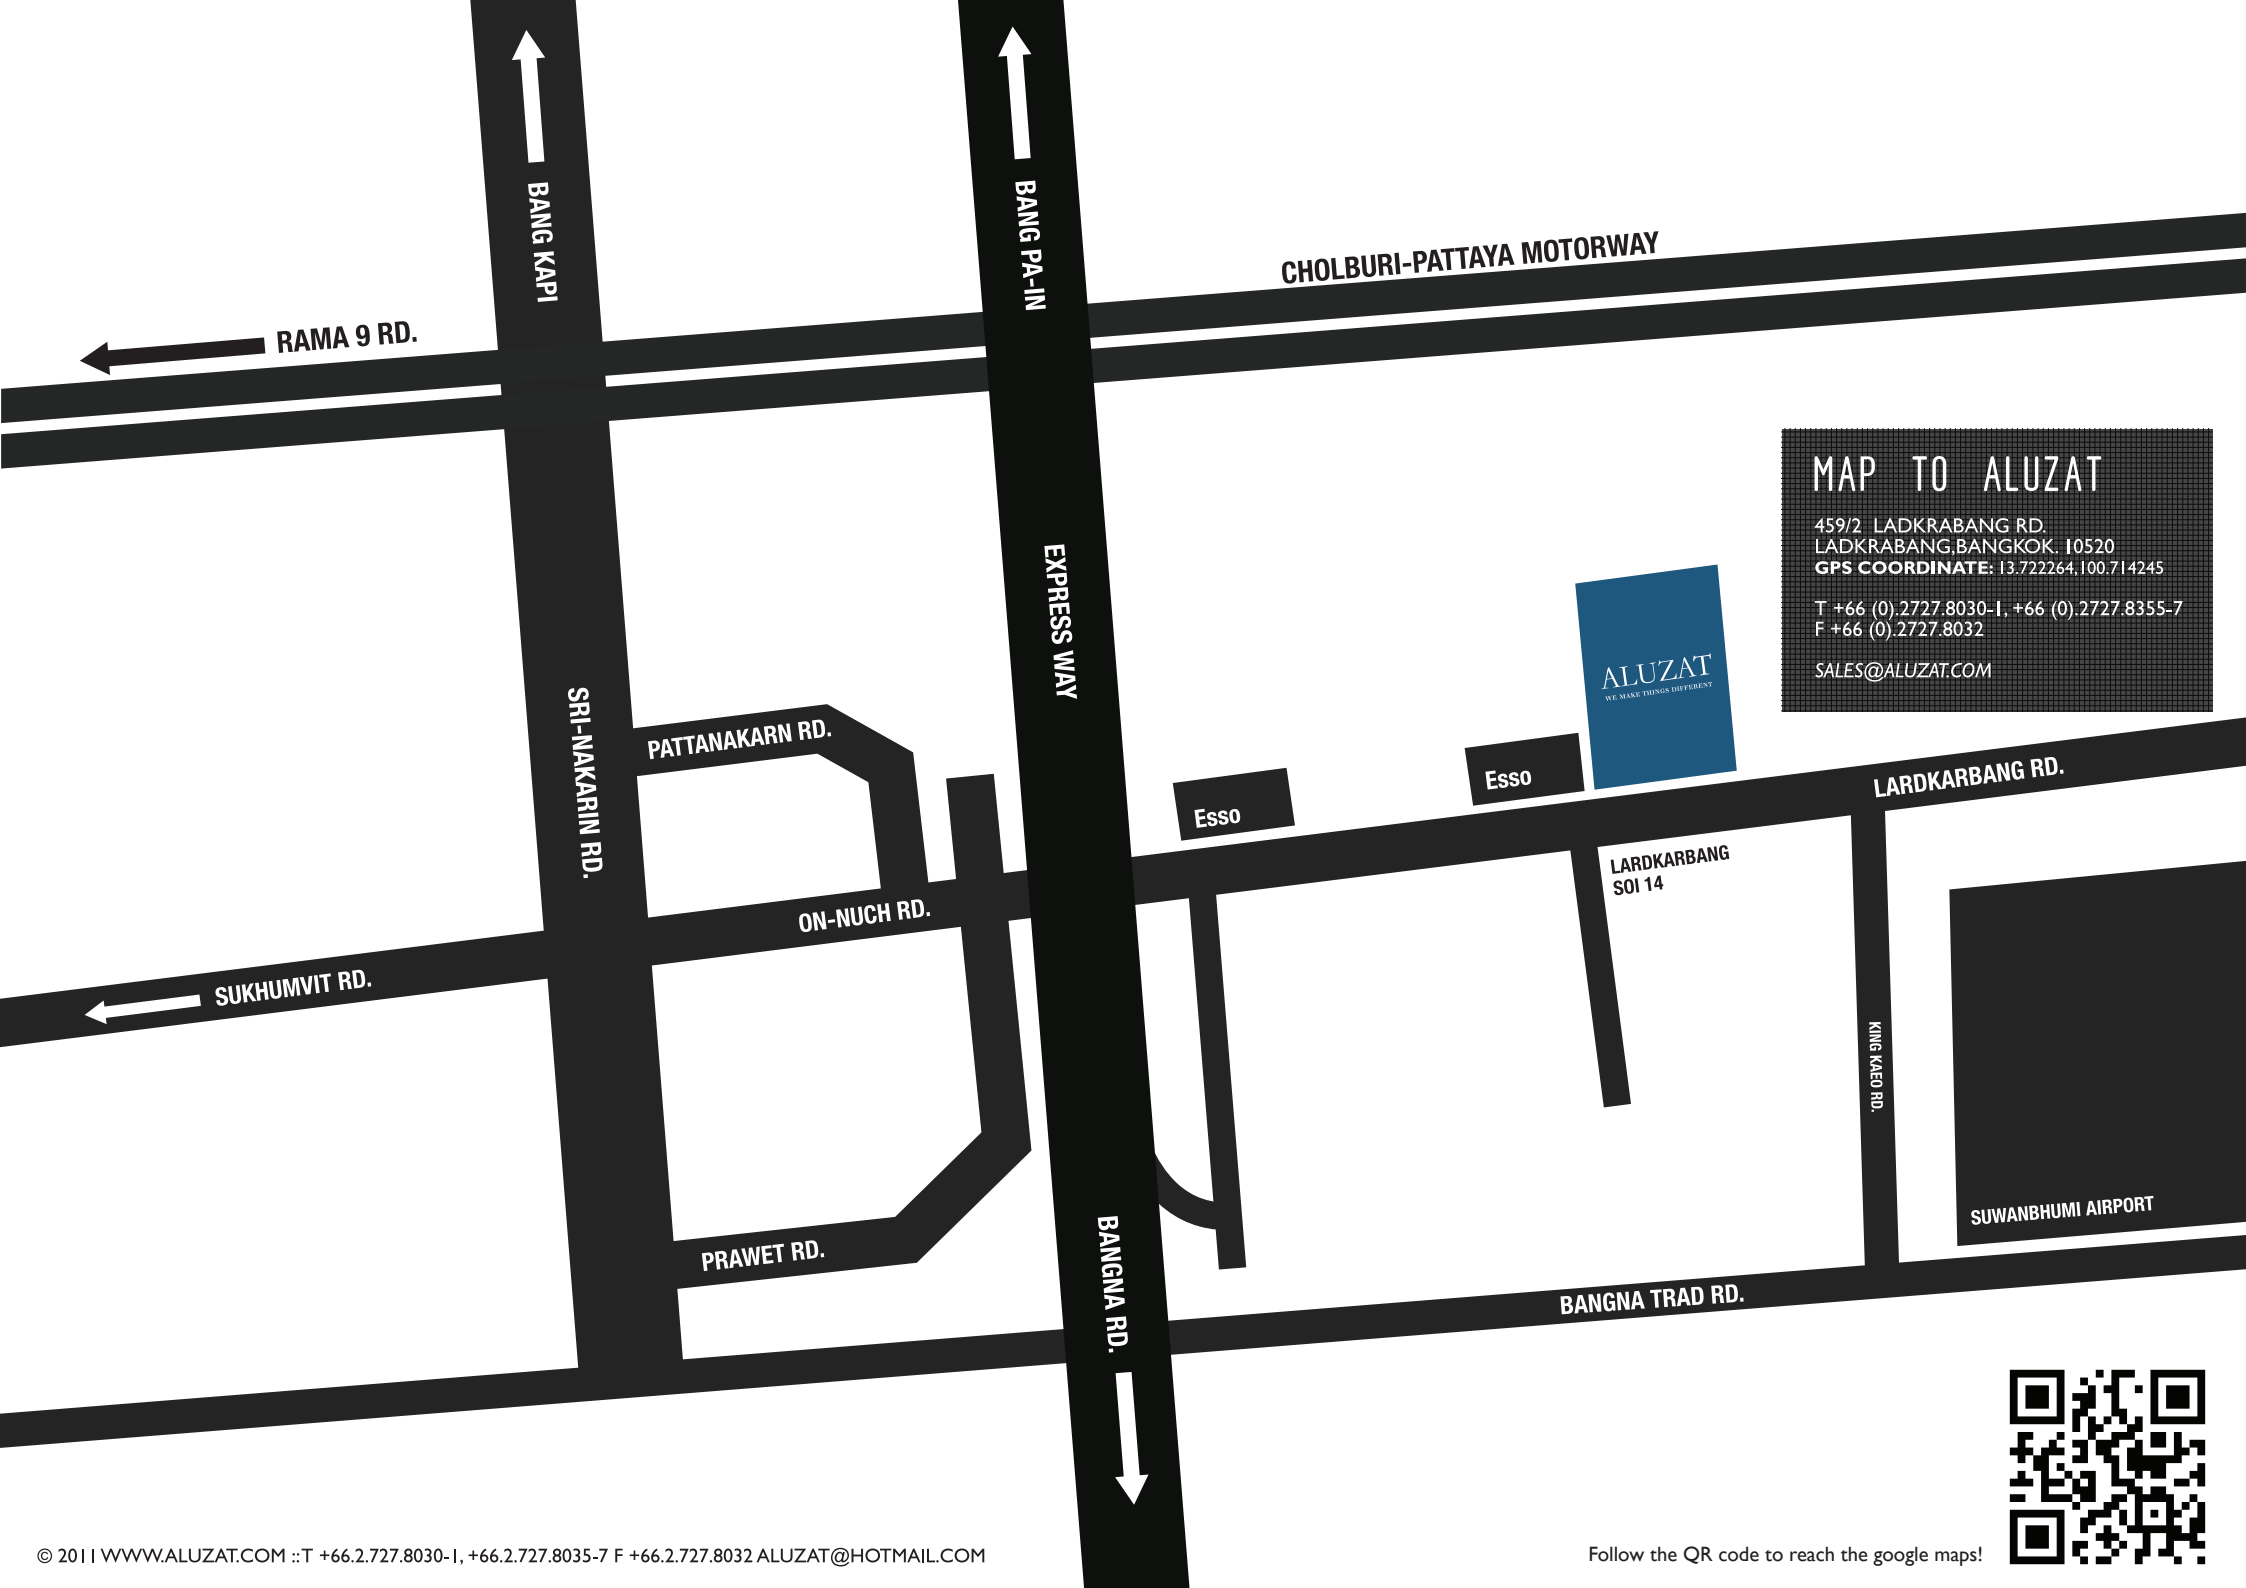 BANG KAPI
BANG PA-IN
CHOLBURI-PATTAYA MOTORWAY
RAMA 9 RD.
MAP TO ALUZAT
459/2 LADKRABANG RD.
LADKRABANG,BANGKOK. 10520
GPS COORDINATE: 13.722264,100.714245
T +66 (0).2727.8030-1, +66 (0).2727.8355-7
F +66 (0).2727.8032
SALES@ALUZAT.COM
EXPRESS WAY
ALUZAT
WE MAKE THINGS DIFFERENT
SRI-NAKARIN RD.
PATTANAKARN RD.
Esso
Esso
LARDKARBANG RD.
LARDKARBANG
SOI 14
ON-NUCH RD.
SUKHUMVIT RD.
KING KAEO RD.
SUWANBHUMI AIRPORT
PRAWET RD.
BANGNA RD.
BANGNA TRAD RD.
© 2011 WWW.ALUZAT.COM :: T +66.2.727.8030-1, +66.2.727.8035-7 F +66.2.727.8032 ALUZAT@HOTMAIL.COM
Follow the QR code to reach the google maps!